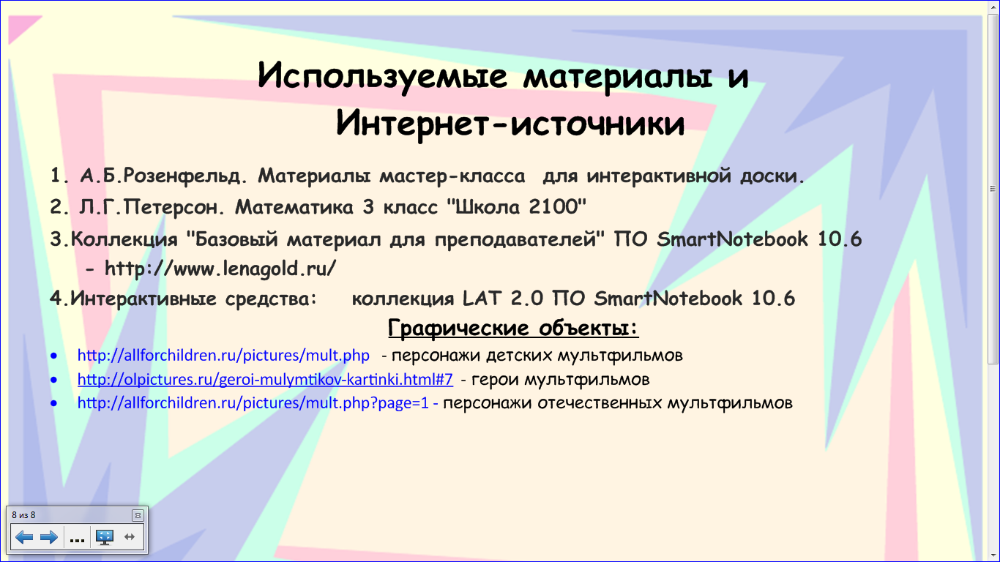 Используемые материалы и
Интернет-источники
1. А.Б.Розенфельд. Материалы мастер-класса для интерактивной доски.
2. Л.Г.Петерсон. Математика 3 класс "Школа 2100"
3.Коллекция "Базовый материал для преподавателей" ПО SmartNotebook 10.6
- http://www.lenagold.ru/
4.Интерактивные средства: коллекция LAT 2.0 ПО SmartNotebook 10.6
Графические объекты:
• http://allforchildren.ru/pictures/mult.php - персонажи детских мультфильмов
• http://olpictures.ru/geroi-mulymtikov-kartinki.html#7 - герои мультфильмов
• http://allforchildren.ru/pictures/mult.php?page=1 - персонажи отечественных мультфильмов
8 из 8
...